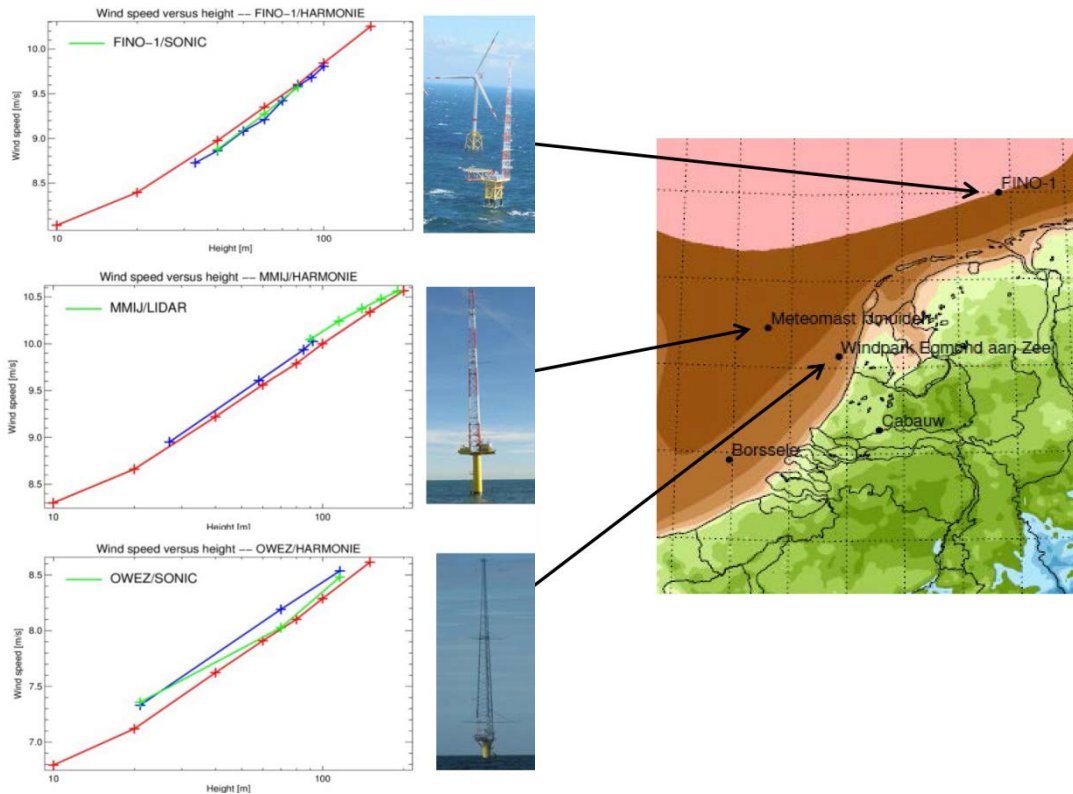 Wind speed versus height –– FINO–1/HARMONIE
FINO–1/SONIC
Wind speed [m/s]
10.0
9.5
9.0
8.5
10
100
Height [m]
Wind speed versus height –– MMIJ/HARMONIE
MMIJ/LIDAR
Wind speed [m/s]
10.5
10.0
9.5
9.0
8.5
10
100
Height [m]
Wind speed versus height –– OWEZ/HARMONIE
OWEZ/SONIC
Wind speed [m/s]
8.5
8.0
7.5
7.0
10
100
Height [m]
FINO-1
Meteomast IJmuiden
Windpark Egmond aan Zee
Cabauw
Borssele